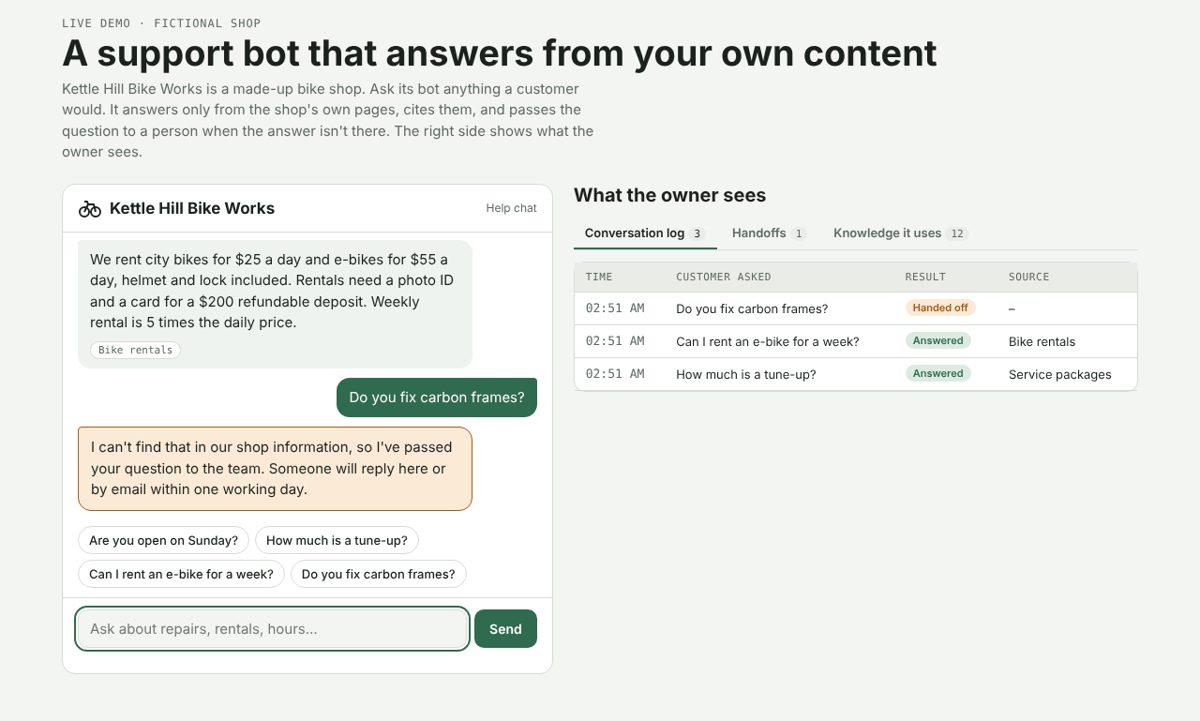 LIVE DEMO · FICTIONAL SHOP
A support bot that answers from your own content
Kettle Hill Bike Works is a made-up bike shop. Ask its bot anything a customer
would. It answers only from the shop's own pages, cites them, and passes the
question to a person when the answer isn't there. The right side shows what the
owner sees.
Kettle Hill Bike Works
Help chat
We rent city bikes for $25 a day and e-bikes for $55 a
day, helmet and lock included. Rentals need a photo ID
and a card for a $200 refundable deposit. Weekly
rental is 5 times the daily price.
Bike rentals
Do you fix carbon frames?
I can't find that in our shop information, so I've passed
your question to the team. Someone will reply here or
by email within one working day.
Are you open on Sunday? How much is a tune-up?
Can I rent an e-bike for a week? Do you fix carbon frames?
Ask about repairs, rentals, hours... Send
What the owner sees
Conversation log 3 Handoffs 1 Knowledge it uses 12
TIME CUSTOMER ASKED RESULT SOURCE
02:51 AM Do you fix carbon frames? Handed off –
02:51 AM Can I rent an e-bike for a week? Answered Bike rentals
02:51 AM How much is a tune-up? Answered Service packages